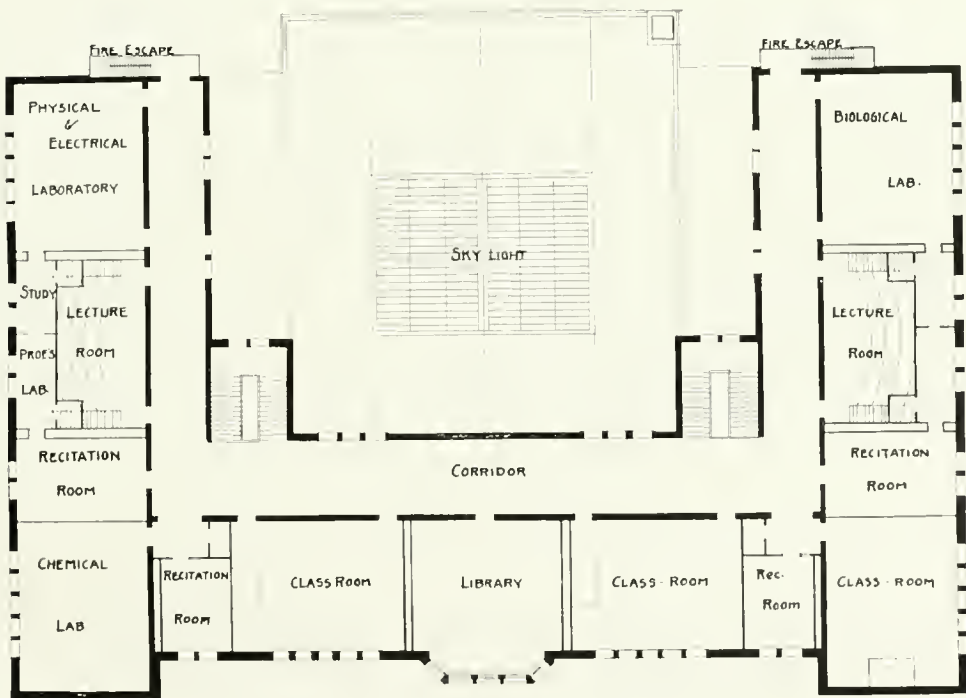 FIRE ESCAPE
FIRE ESCAPE
PHYSICAL
&
ELECTRICAL
LABORATORY
BIOLOGICAL
LAB.
SKY LIGHT
STUDY
LECTURE
ROOM
PROF'S
LAB.
LECTURE
ROOM
RECITATION
ROOM
CORRIDOR
RECITATION
ROOM
CHEMICAL
LAB
RECITATION
ROOM
CLASS ROOM
LIBRARY
CLASS-ROOM
REC.
ROOM
CLASS-ROOM